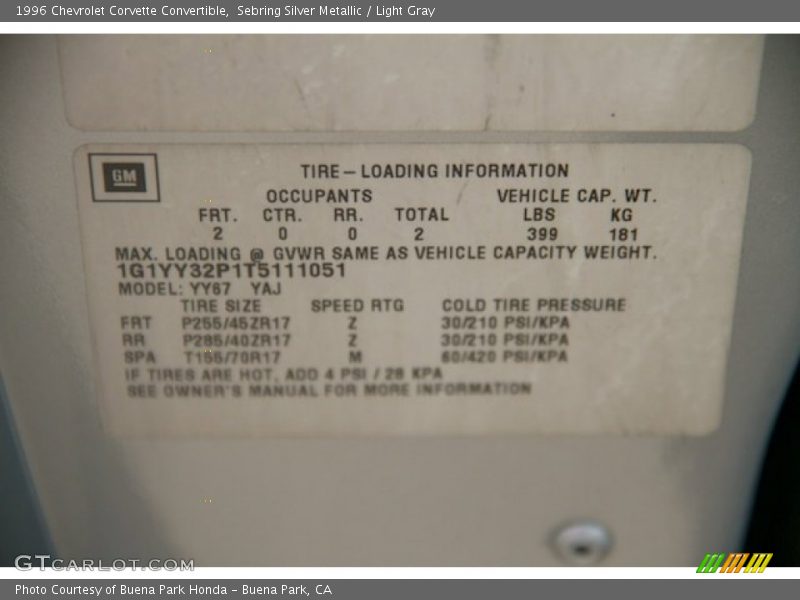 1996 Chevrolet Corvette Convertible, Sebring Silver Metallic / Light Gray
GM
TIRE – LOADING INFORMATION
OCCUPANTS VEHICLE CAP. WT.
FRT. CTR. RR. TOTAL LBS KG
2 0 0 2 399 181
MAX. LOADING @ GVWR SAME AS VEHICLE CAPACITY WEIGHT.
1G1YY32P1T5111051
MODEL: YY67 YAJ
TIRE SIZE SPEED RTG COLD TIRE PRESSURE
FRT P255/45ZR17 Z 30/210 PSI/KPA
RR P285/40ZR17 Z 30/210 PSI/KPA
SPA T155/70R17 M 60/420 PSI/KPA
IF TIRES ARE HOT, ADD 4 PSI / 28 KPA
SEE OWNER'S MANUAL FOR MORE INFORMATION
GTCARLOT.COM
Photo Courtesy of Buena Park Honda – Buena Park, CA